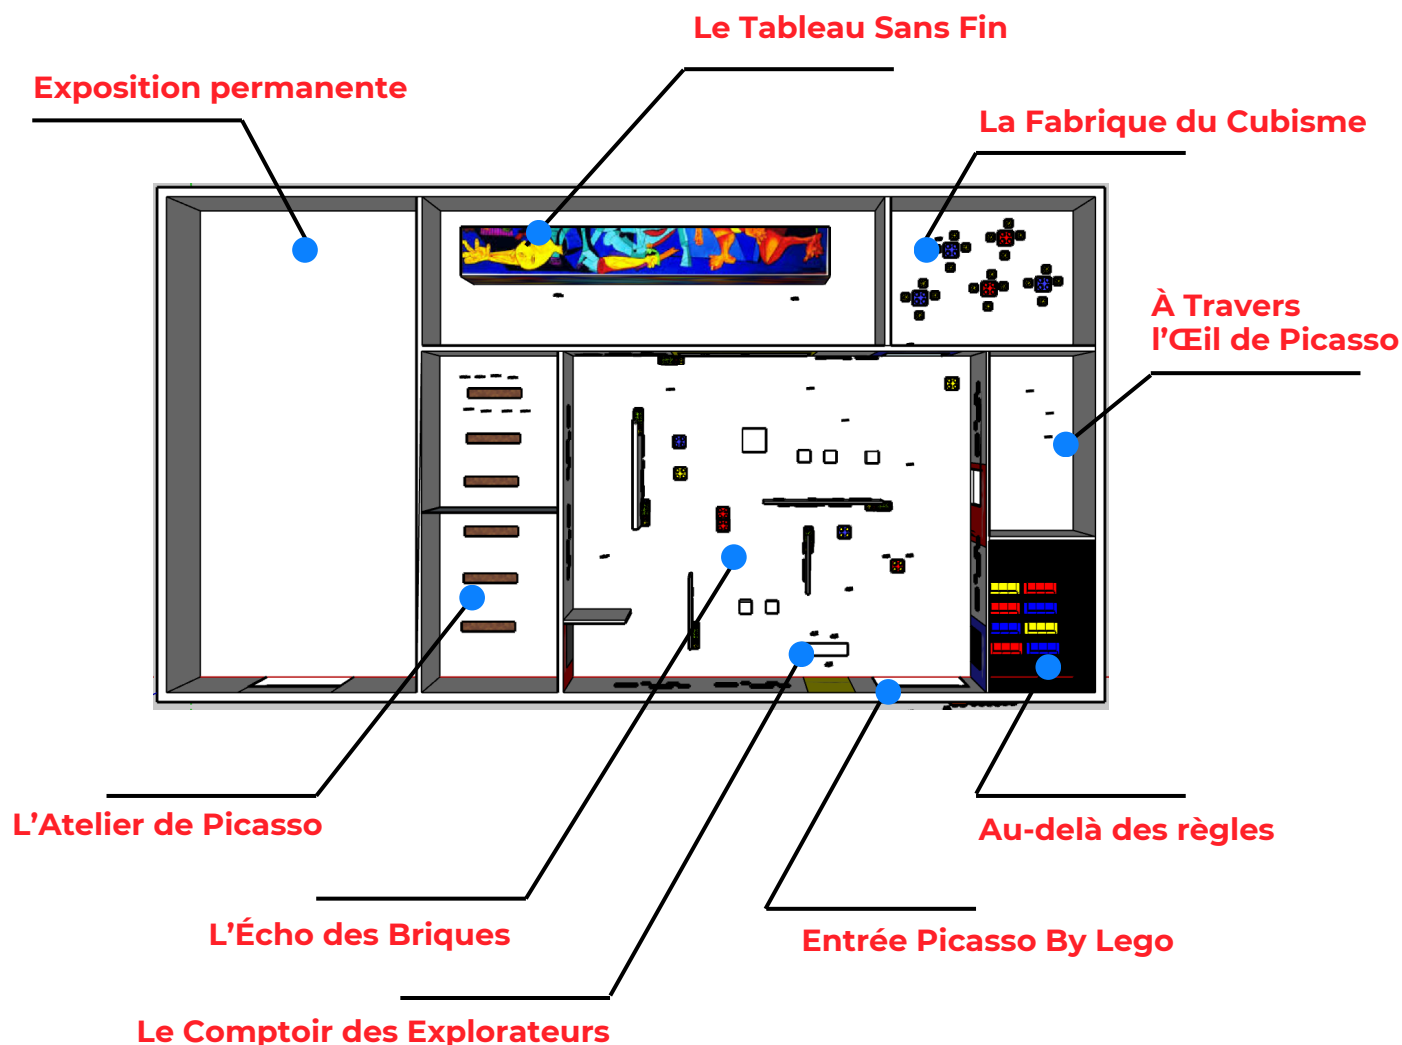 Le Tableau Sans Fin
Exposition permanente
La Fabrique du Cubisme
À Travers
l’Œil de Picasso
L’Atelier de Picasso
Au-delà des règles
L’Écho des Briques
Entrée Picasso By Lego
Le Comptoir des Explorateurs